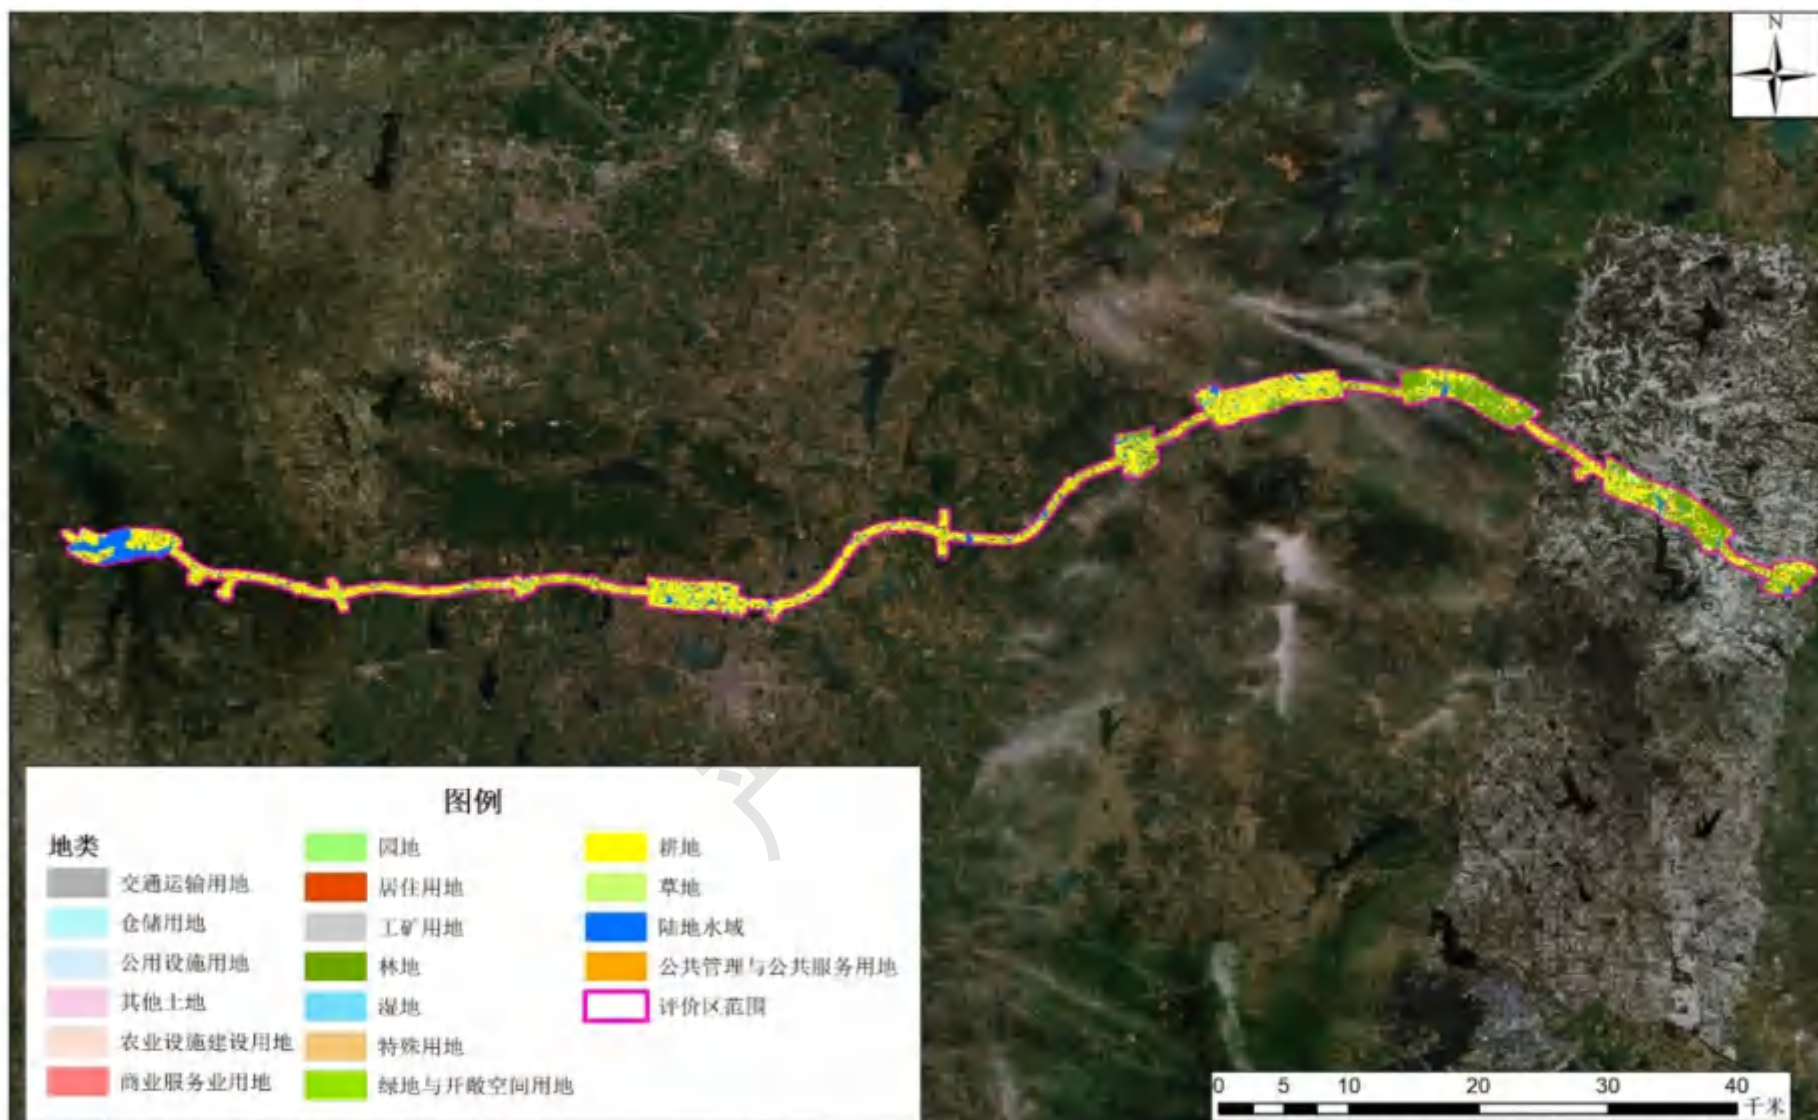 N
图例
地类
交通运输用地
仓储用地
公用设施用地
其他土地
农业设施建设用地
商业服务业用地
园地
居住用地
工矿用地
林地
湿地
特殊用地
绿地与开敞空间用地
耕地
草地
陆地水域
公共管理与公共服务用地
评价区范围
0 5 10 20 30 40
千米